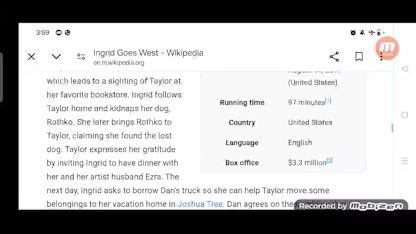 3:59
Ingrid Goes West - Wikipedia
en.m.wikipedia.org
which leads to a sighting of Taylor at
her favorite bookstore. Ingrid follows
Taylor home and kidnaps her dog,
Rothko. She later brings Rothko to
Taylor, claiming she found the lost
dog. Taylor expresses her gratitude
by inviting Ingrid to have dinner with
her and her artist husband Ezra. The
next day, Ingrid asks to borrow Dan's truck so she can help Taylor move some
belongings to her vacation home in Joshua Tree. Dan agrees on the
(United States)
Running time 97 minutes[1]
Country United States
Language English
Box office $3.3 million
Recorded by
MOBIZEN